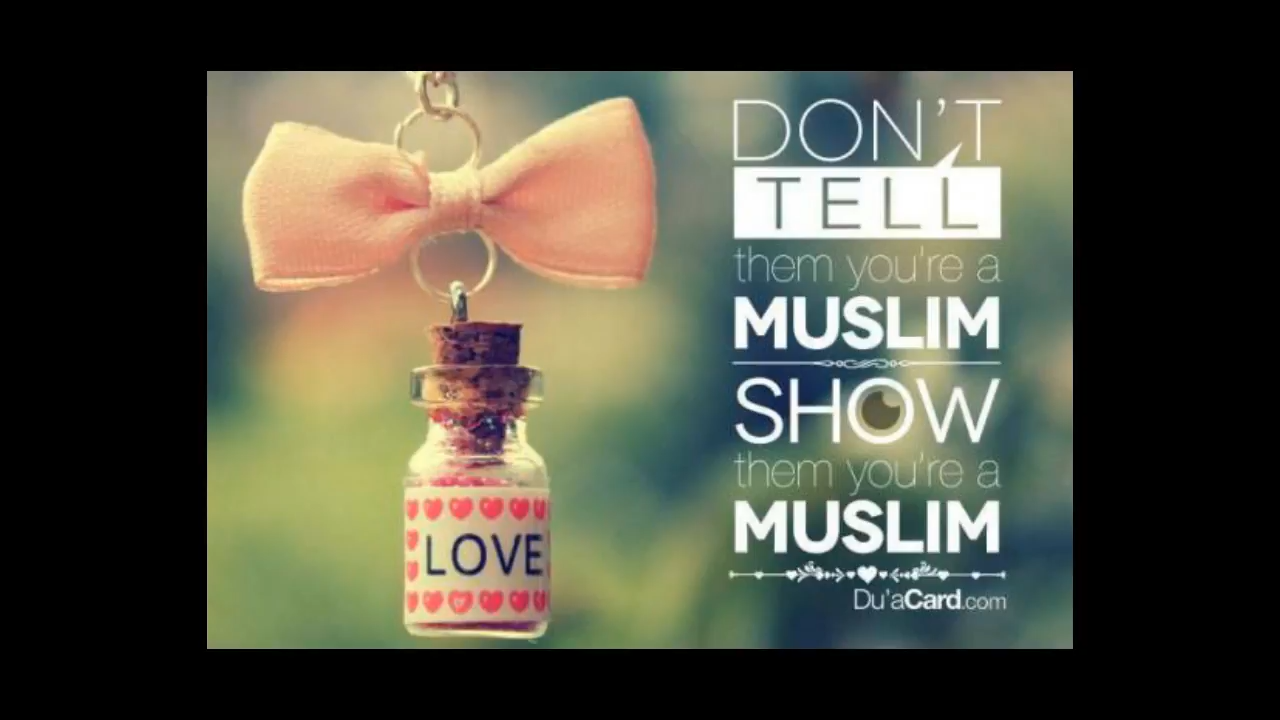 LOVE
DON'T
TELL
them you're a
MUSLIM
SHOW
them you're a
MUSLIM
Du'aCard.com